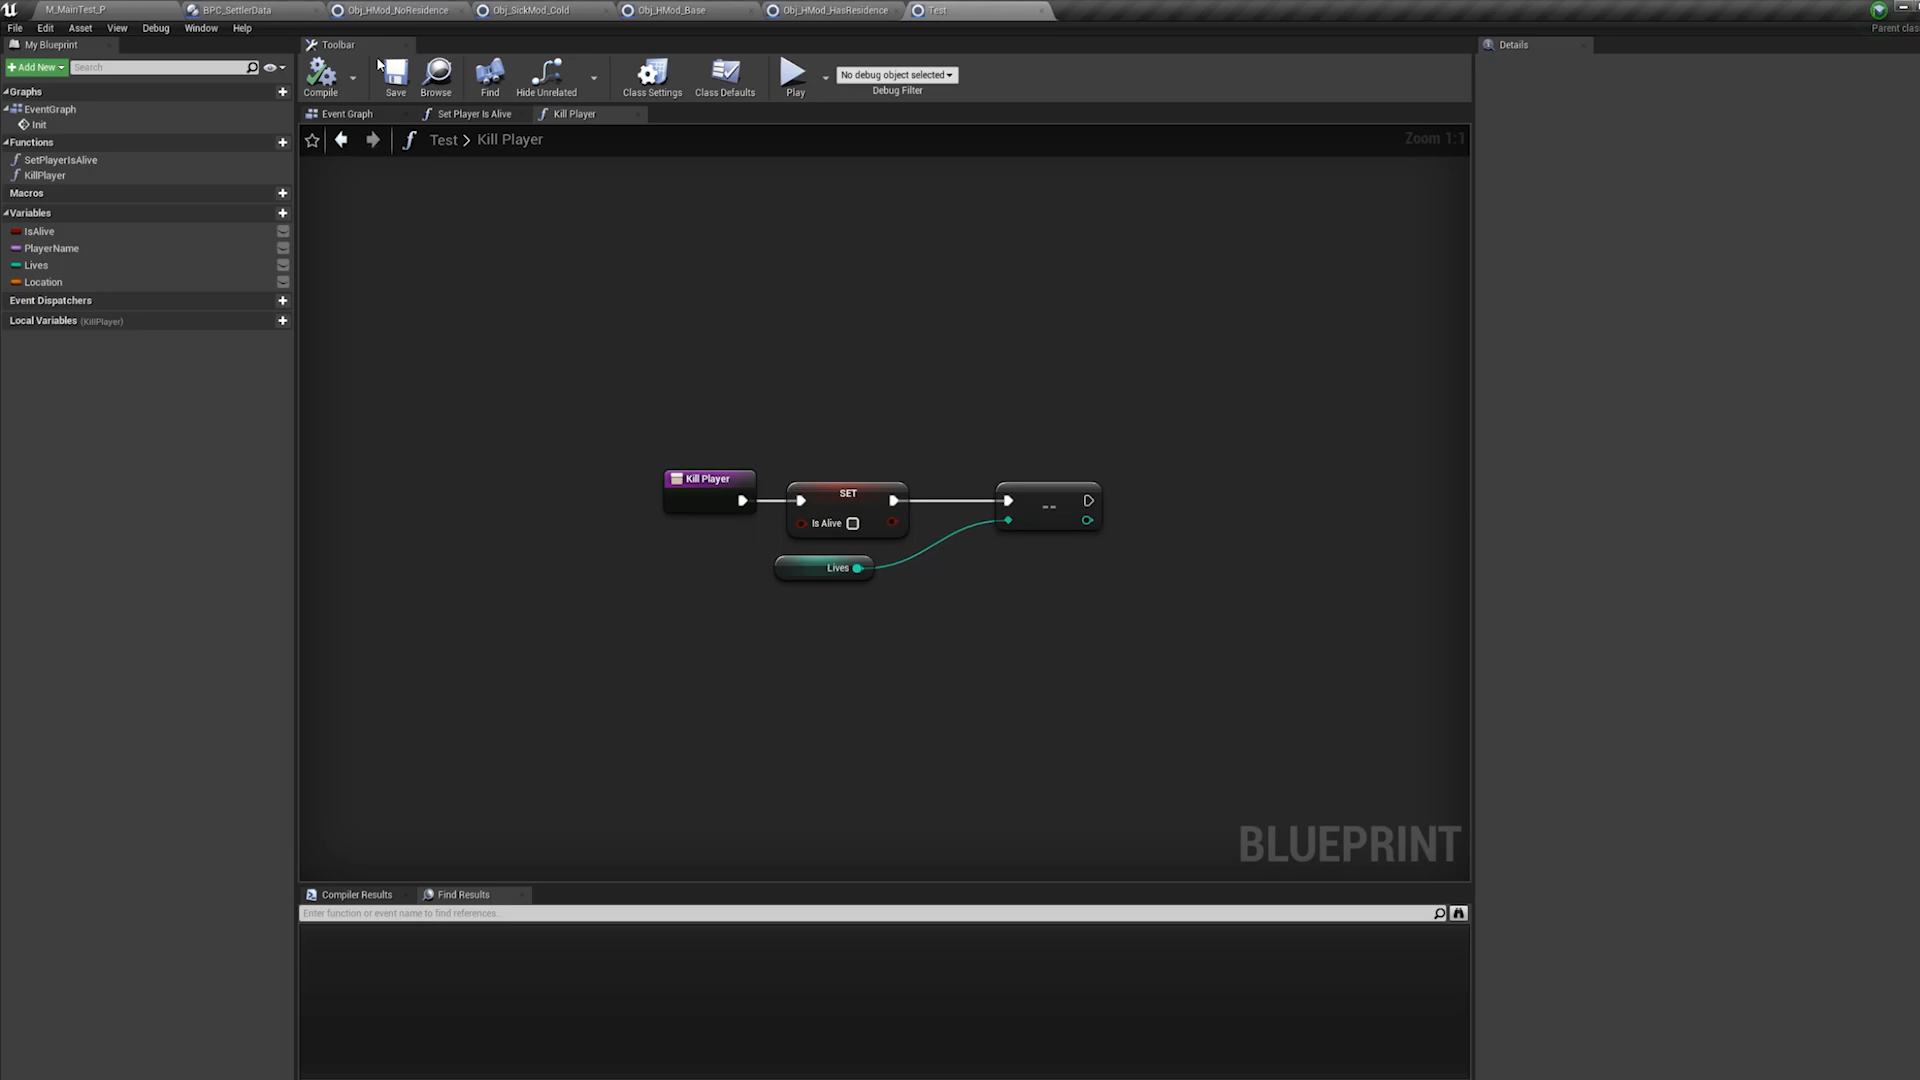 M_MainTest_P
BPC_SettlerData
Obj_HMod_NoResidence
Obj_SickMod_Cold
Obj_HMod_Base
Obj_HMod_HasResidence
Test
File Edit Asset View Debug Window Help
Parent clas
My Blueprint
Toolbar
Details
Add New
Search
Compile
Save
Browse
Find
Hide Unrelated
Class Settings
Class Defaults
Play
No debug object selected
Debug Filter
Graphs
EventGraph
Init
Functions
SetPlayerIsAlive
KillPlayer
Macros
Variables
IsAlive
PlayerName
Lives
Location
Event Dispatchers
Local Variables (KillPlayer)
Event Graph
Set Player Is Alive
Kill Player
Test > Kill Player
Zoom 1:1
Kill Player
SET
Is Alive
--
Lives
BLUEPRINT
Compiler Results
Find Results
Enter function or event name to find references...